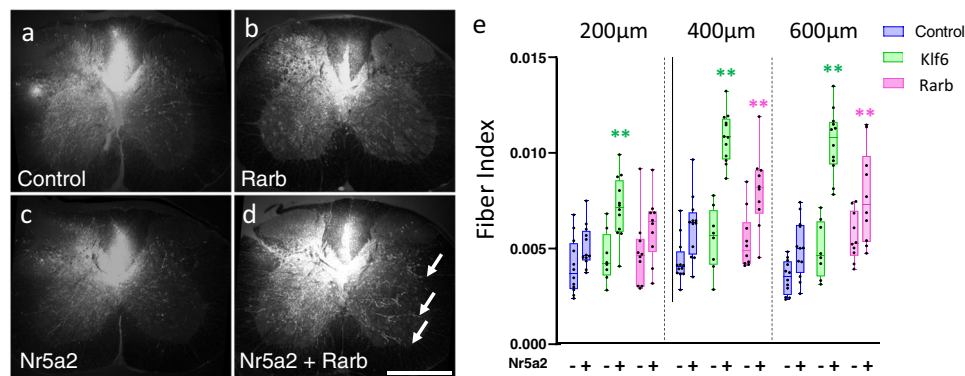 a
b
Control
Rarb
c
d
Nr5a2
Nr5a2 + Rarb
e
200µm 400µm 600µm
Control
Klf6
Rarb
Fiber Index
0.015
0.010
0.005
0.000
** ** ** ** **
Nr5a2 - + - + - + - + - + - + - + - + - +